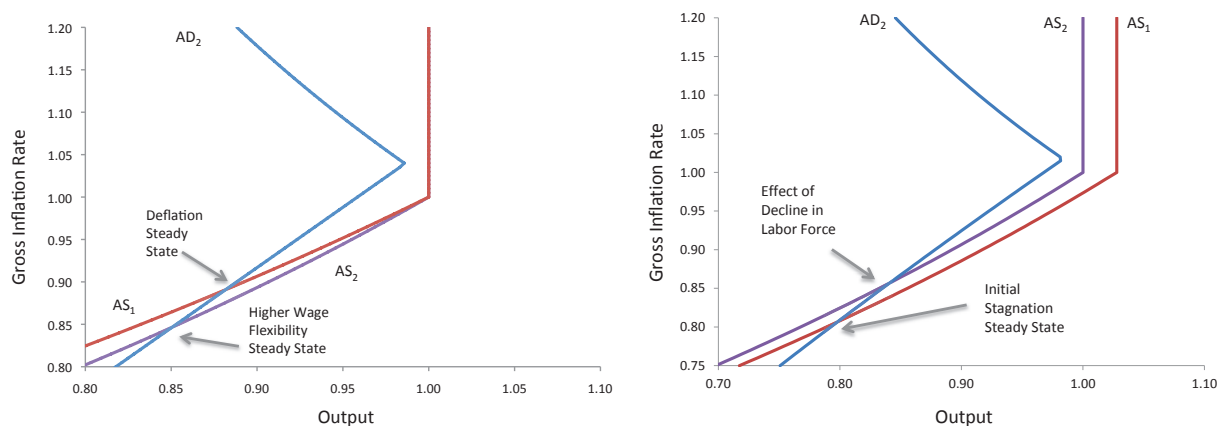 1.20
1.15
1.10
1.05
1.00
0.95
0.90
0.85
0.80
Gross Inflation Rate
AD2
Deflation
Steady
State
AS1
AS2
Higher Wage
Flexibility
Steady State
0.80 0.85 0.90 0.95 1.00 1.05 1.10
Output
1.20
1.15
1.10
1.05
1.00
0.95
0.90
0.85
0.80
0.75
Gross Inflation Rate
AD2
AS2
AS1
Effect of
Decline in
Labor Force
Initial
Stagnation
Steady State
0.70 0.80 0.90 1.00 1.10
Output